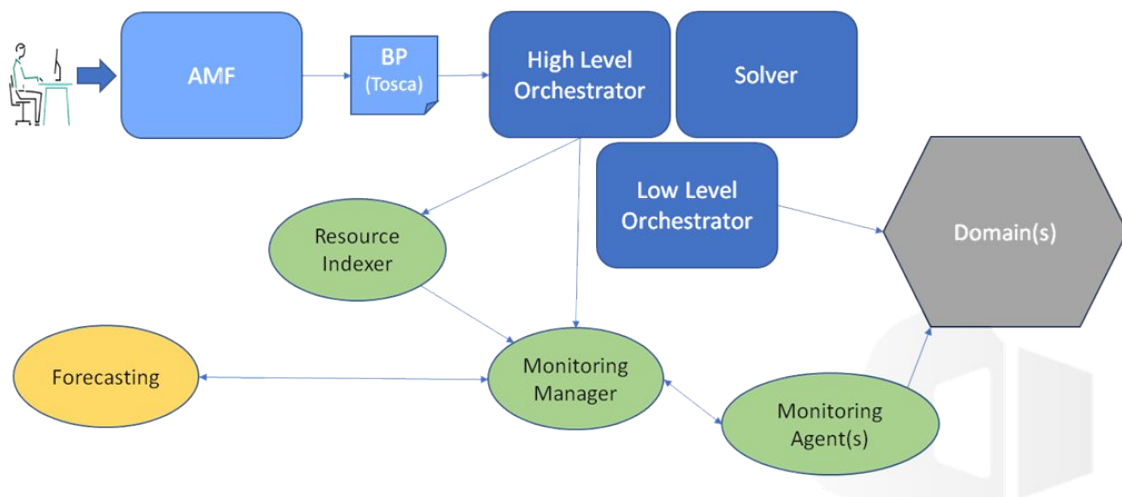 AMF
BP
(Tosca)
High Level
Orchestrator
Solver
Low Level
Orchestrator
Domain(s)
Resource
Indexer
Forecasting
Monitoring
Manager
Monitoring
Agent(s)